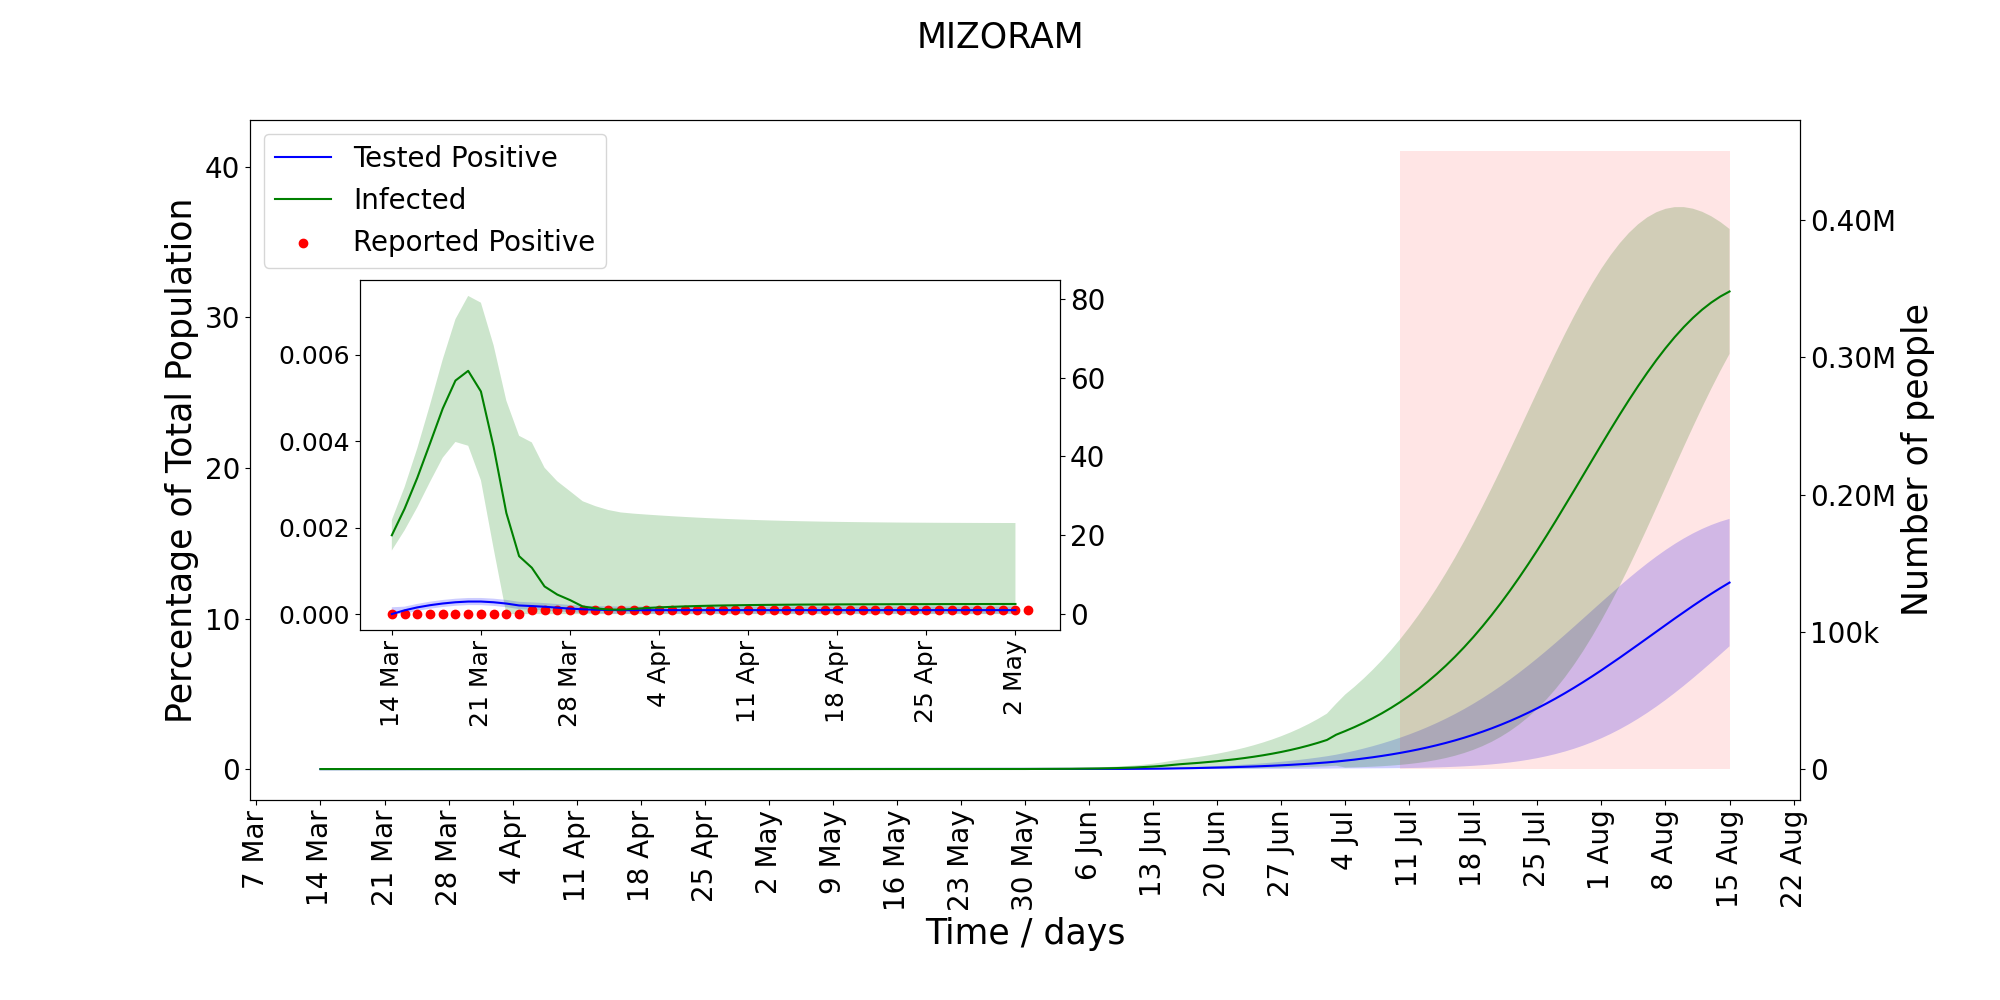 MIZORAM
Tested Positive
Infected
Reported Positive
Percentage of Total Population
40
30
20
10
0
0.40M
0.30M
0.20M
100k
0
Number of people
0.006
0.004
0.002
0.000
80
60
40
20
0
14 Mar
21 Mar
28 Mar
4 Apr
11 Apr
18 Apr
25 Apr
2 May
7 Mar
14 Mar
21 Mar
28 Mar
4 Apr
11 Apr
18 Apr
25 Apr
2 May
9 May
16 May
23 May
30 May
6 Jun
13 Jun
20 Jun
27 Jun
4 Jul
11 Jul
18 Jul
25 Jul
1 Aug
8 Aug
15 Aug
22 Aug
Time / days